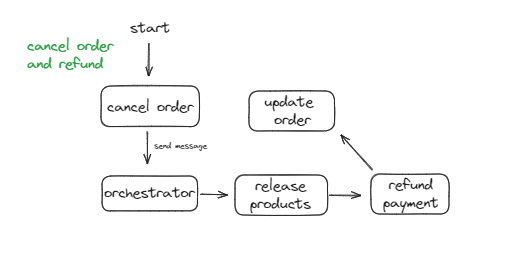 start
cancel order
and refund
cancel order
update
order
send message
orchestrator
release
products
refund
payment